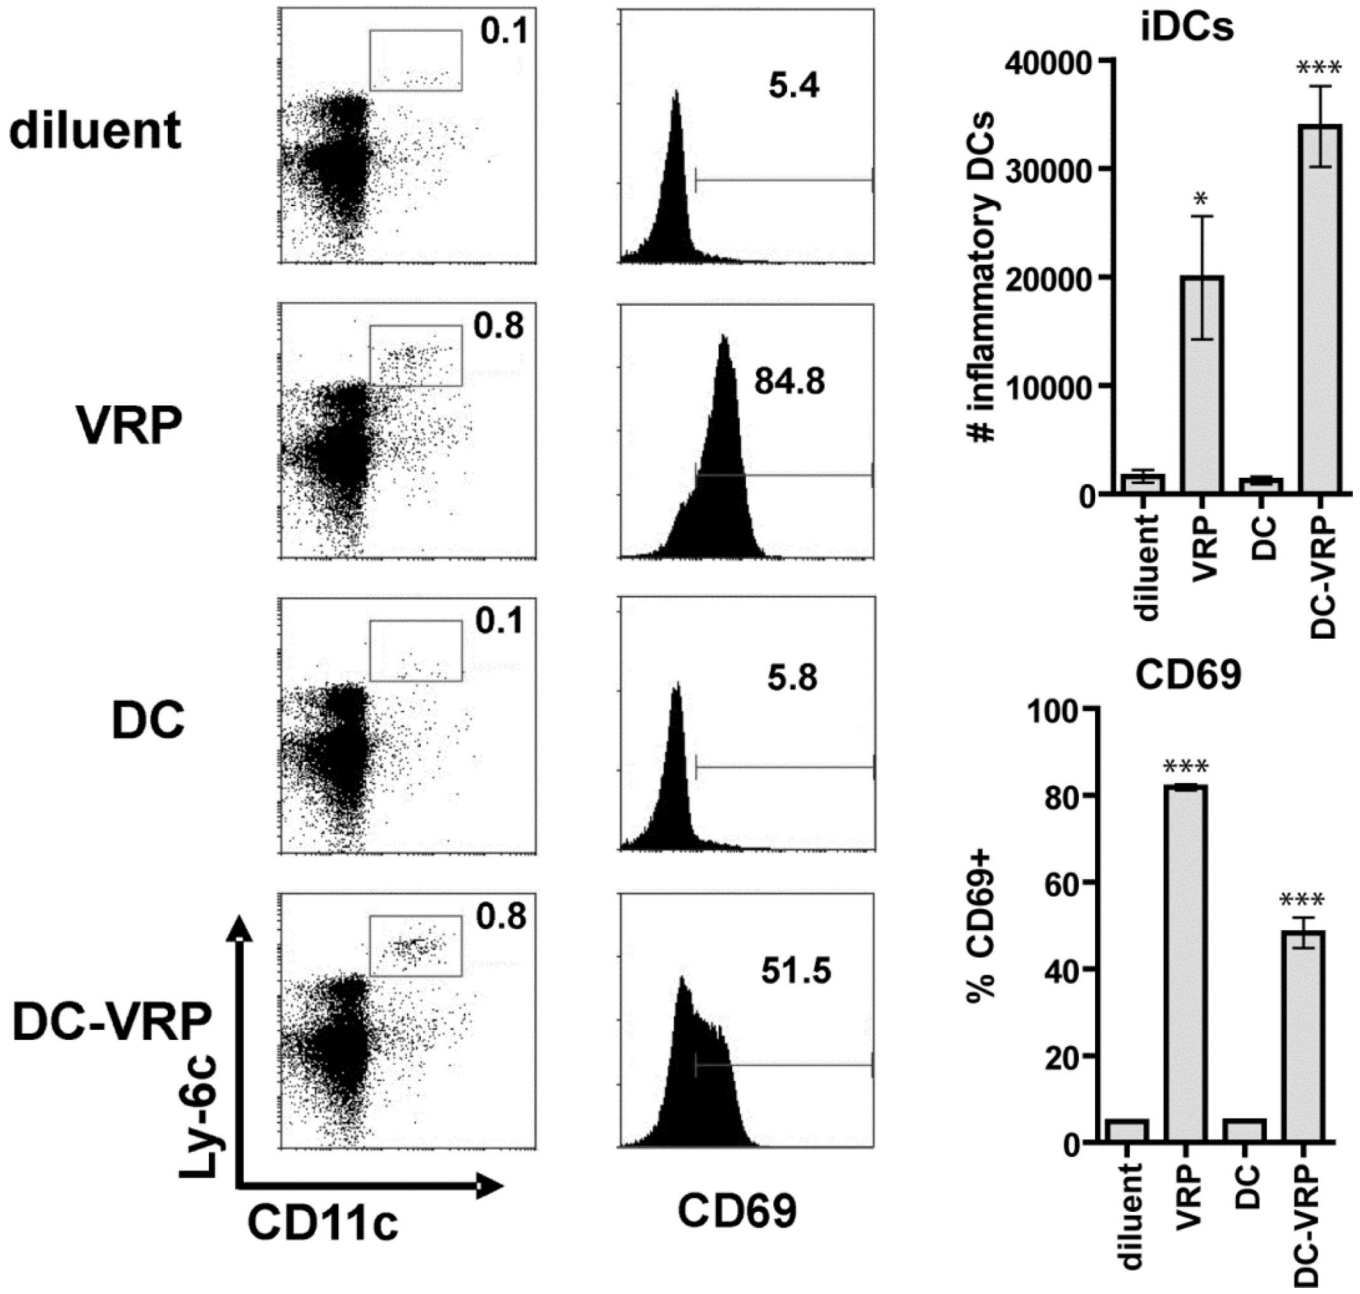 diluent
0.1
5.4
VRP
0.8
84.8
DC
0.1
5.8
DC-VRP
0.8
51.5
Ly-6c
CD11c
CD69
iDCs
# inflammatory DCs
40000
30000
20000
10000
0
*
***
diluent
VRP
DC
DC-VRP
CD69
% CD69+
100
80
60
40
20
0
***
***
diluent
VRP
DC
DC-VRP